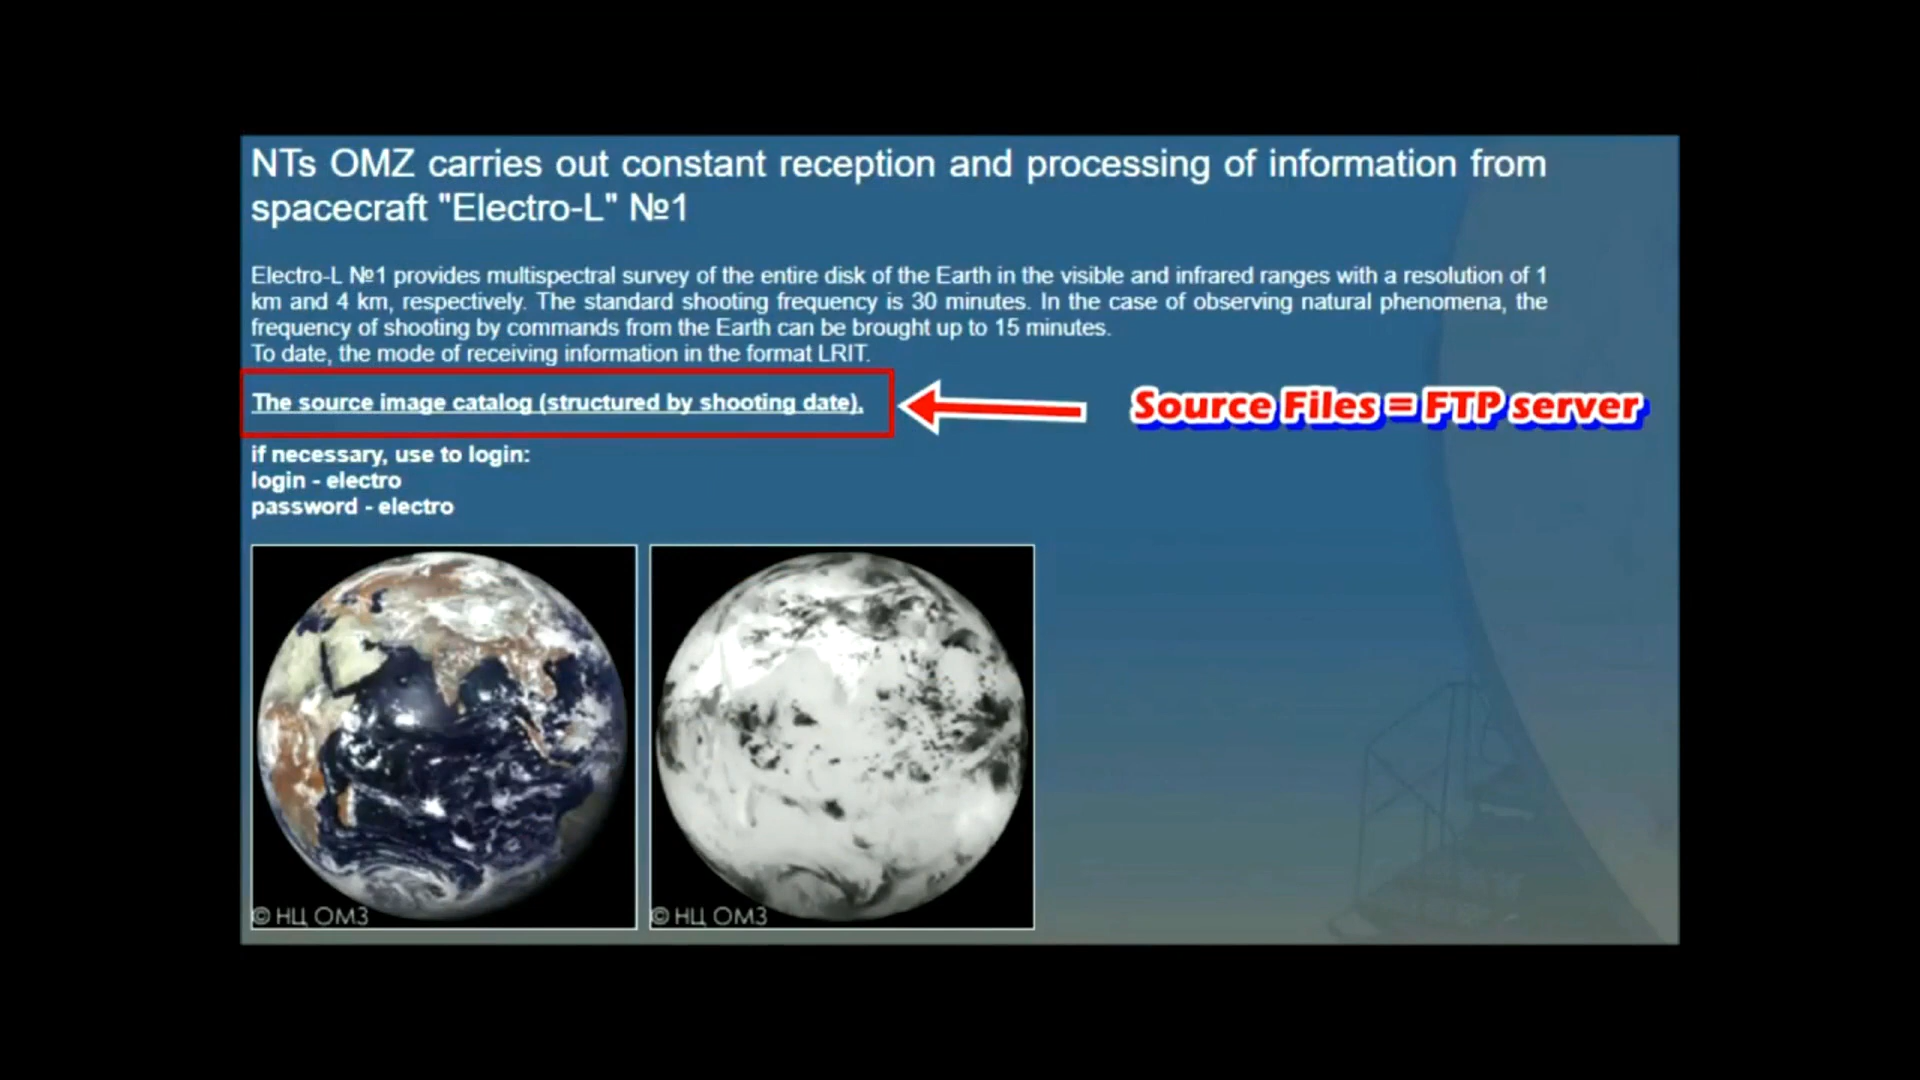 NTs OMZ carries out constant reception and processing of information from
spacecraft "Electro-L" №1
Electro-L №1 provides multispectral survey of the entire disk of the Earth in the visible and infrared ranges with a resolution of 1
km and 4 km, respectively. The standard shooting frequency is 30 minutes. In the case of observing natural phenomena, the
frequency of shooting by commands from the Earth can be brought up to 15 minutes.
To date, the mode of receiving information in the format LRIT.
The source image catalog (structured by shooting date),
Source Files = FTP server
if necessary, use to login:
login - electro
password - electro
© НЦ ОМЗ
© НЦ ОМЗ